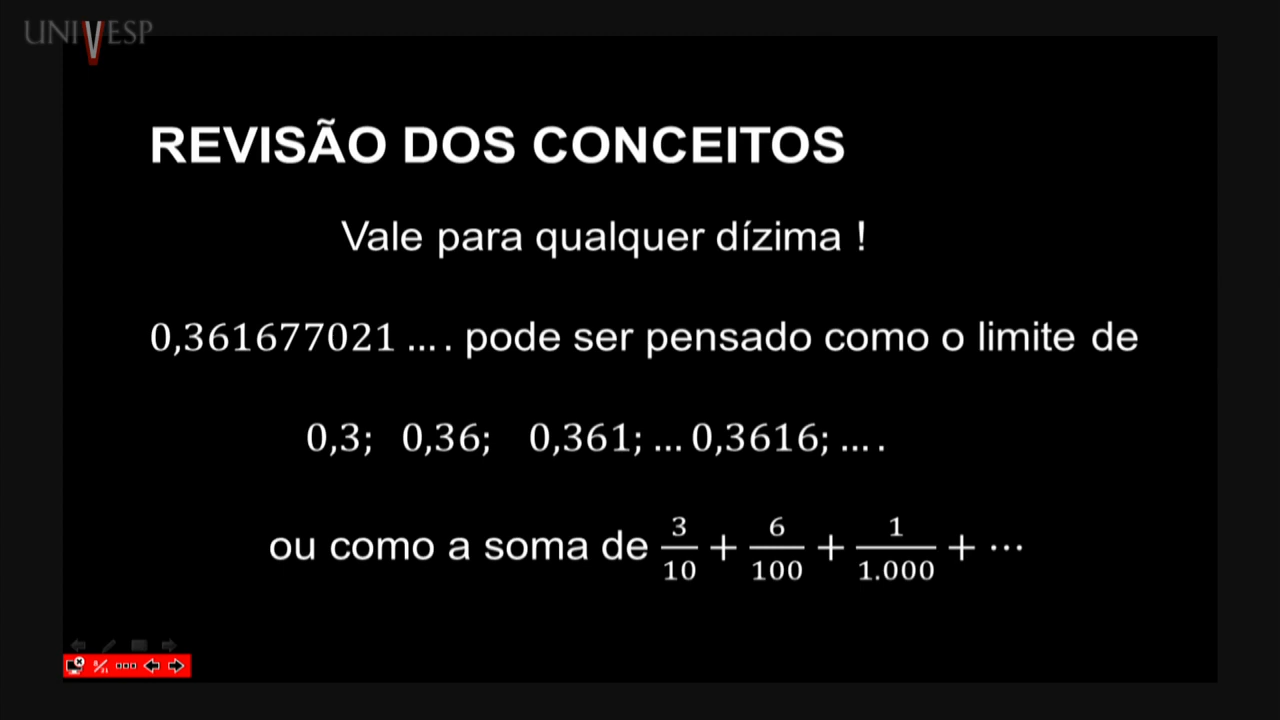 UNIVESP
REVISÃO DOS CONCEITOS
Vale para qualquer dízima !
0,361677021 ... . pode ser pensado como o limite de
0,3; 0,36; 0,361; ... 0,3616; ... .
ou como a soma de 3/10 + 6/100 + 1/1.000 + ⋯